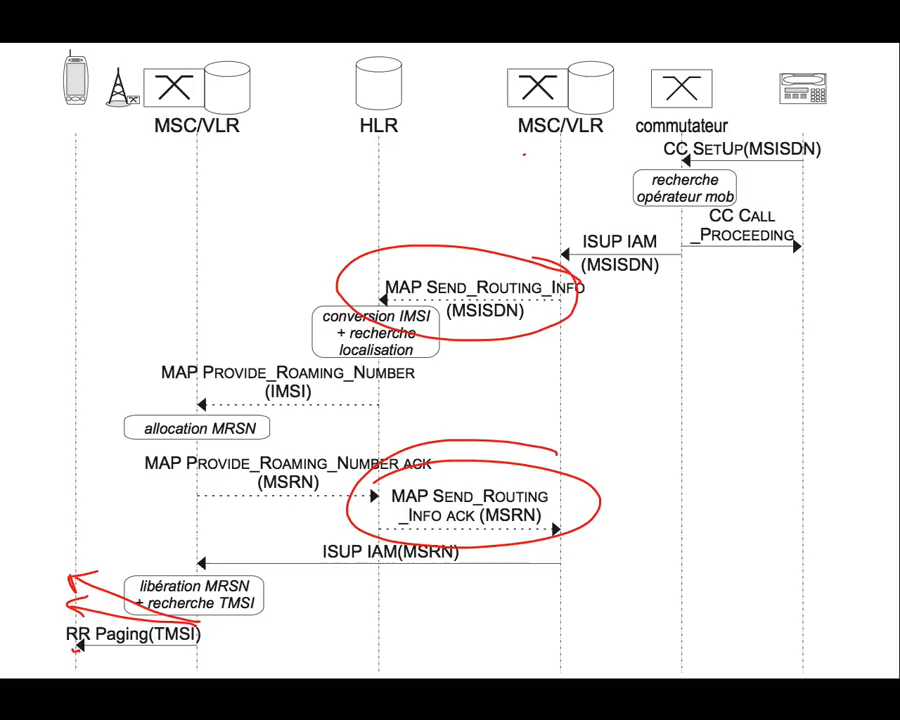 MSC/VLR
HLR
MSC/VLR
commutateur
CC SETUP(MSISDN)
recherche
opérateur mob
CC CALL
_PROCEEDING
ISUP IAM
(MSISDN)
MAP SEND_ROUTING_INFO
(MSISDN)
conversion IMSI
+ recherche
localisation
MAP PROVIDE_ROAMING_NUMBER
(IMSI)
allocation MRSN
MAP PROVIDE_ROAMING_NUMBER ACK
(MSRN)
MAP SEND_ROUTING
_INFO ACK (MSRN)
ISUP IAM(MSRN)
libération MRSN
+ recherche TMSI
RR Paging(TMSI)